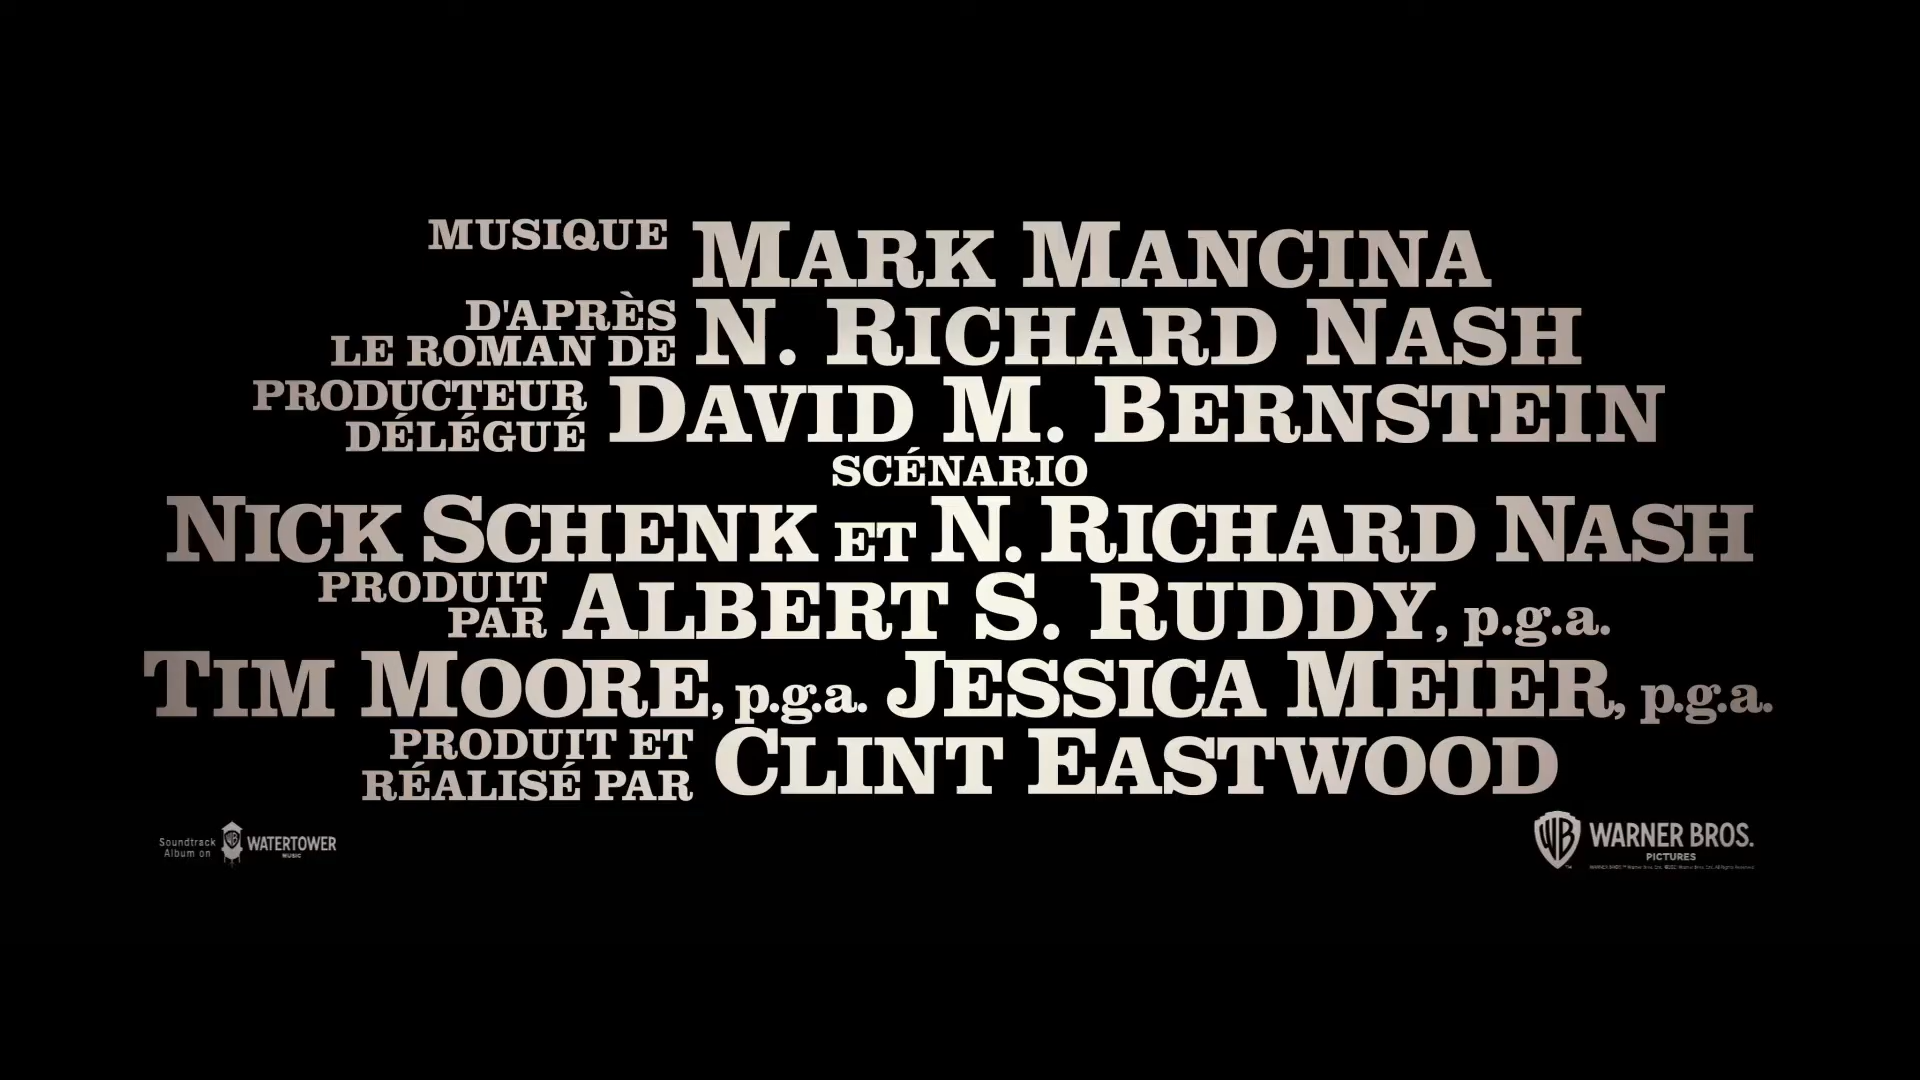 MUSIQUE MARK MANCINA
D'APRÈS
LE ROMAN DE N. RICHARD NASH
PRODUCTEUR
DÉLÉGUÉ DAVID M. BERNSTEIN
SCÉNARIO
NICK SCHENK ET N. RICHARD NASH
PRODUIT
PAR ALBERT S. RUDDY, p.g.a.
TIM MOORE, p.g.a. JESSICA MEIER, p.g.a.
PRODUIT ET
RÉALISÉ PAR CLINT EASTWOOD
Soundtrack
Album on WB WATERTOWER
MUSIC
WB WARNER BROS.
PICTURES